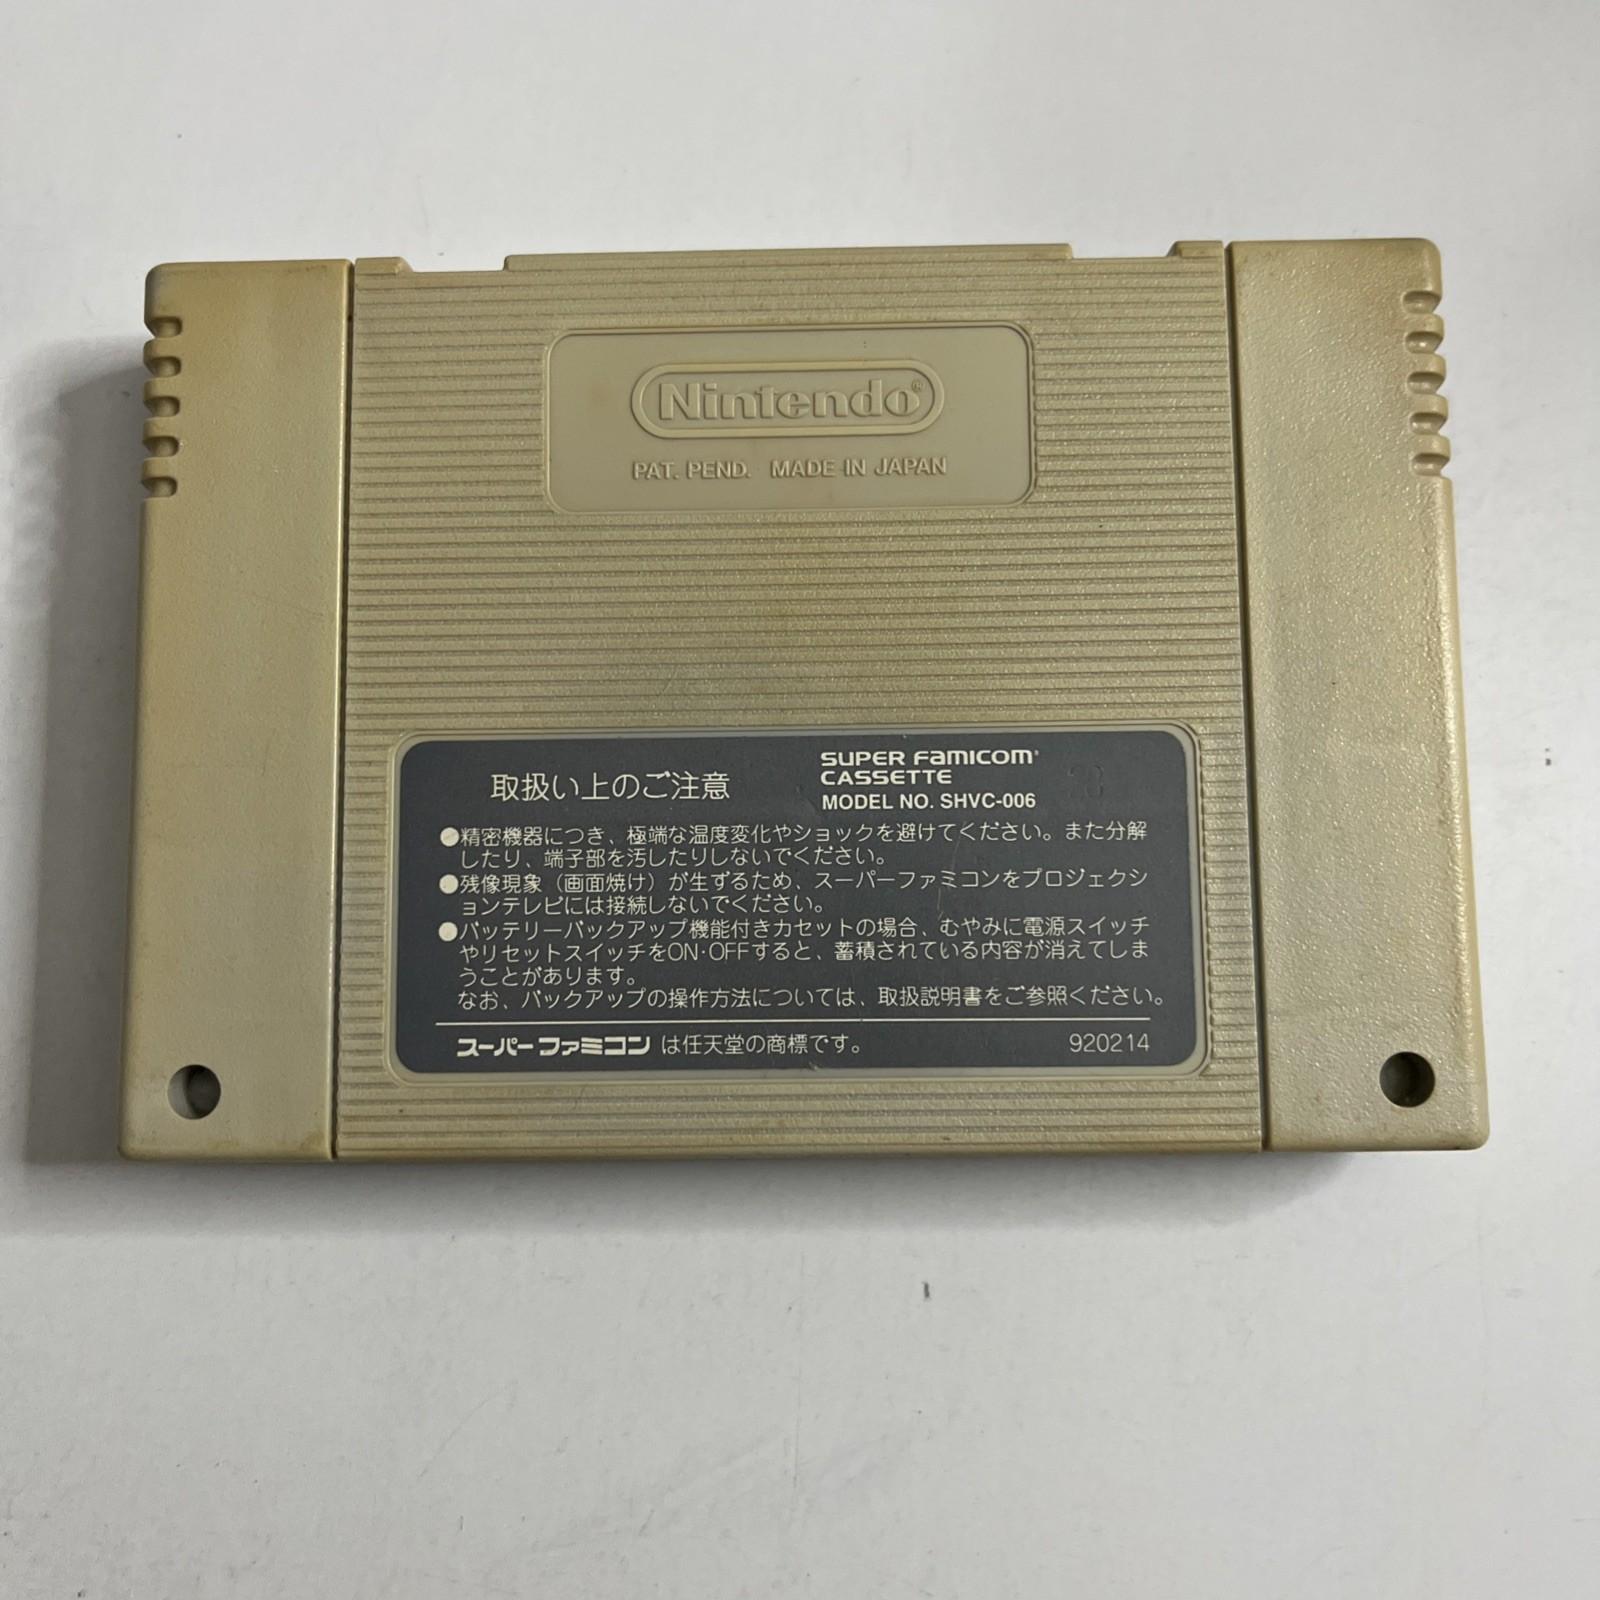 Nintendo®
PAT. PEND. MADE IN JAPAN
取扱い上のご注意
SUPER FAMICOM
CASSETTE
MODEL NO. SHVC-006
●精密機器につき、極端な温度変化やショックを避けてください。また分解
したり、端子部を汚したりしないでください。
●残像現象（画面焼け）が生ずるため、スーパーファミコンをプロジェクシ
ョンテレビには接続しないでください。
●バッテリーバックアップ機能付きカセットの場合、むやみに電源スイッチ
やリセットスイッチをON・OFFすると、蓄積されている内容が消えてしま
うことがあります。
なお、バックアップの操作方法については、取扱説明書をご参照ください。
スーパーファミコン は任天堂の商標です。
920214